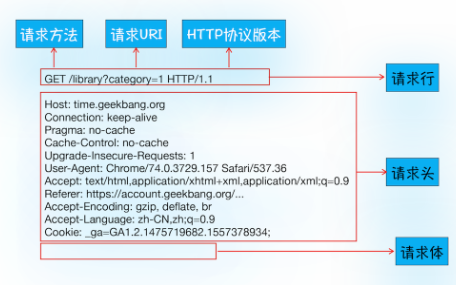 请求方法 请求URI HTTP协议版本
GET /library?category=1 HTTP/1.1
请求行
Host: time.geekbang.org
Connection: keep-alive
Pragma: no-cache
Cache-Control: no-cache
Upgrade-Insecure-Requests: 1
User-Agent: Chrome/74.0.3729.157 Safari/537.36
Accept: text/html,application/xhtml+xml,application/xml;q=0.9
Referer: https://account.geekbang.org/...
Accept-Encoding: gzip, deflate, br
Accept-Language: zh-CN,zh;q=0.9
Cookie: _ga=GA1.2.1475719682.1557378934;
请求头
请求体